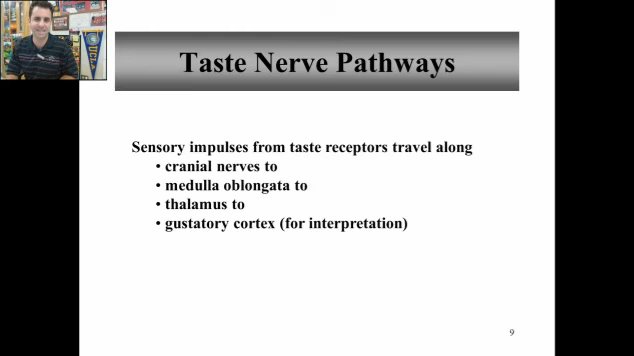 Taste Nerve Pathways
Sensory impulses from taste receptors travel along
• cranial nerves to
• medulla oblongata to
• thalamus to
• gustatory cortex (for interpretation)
9